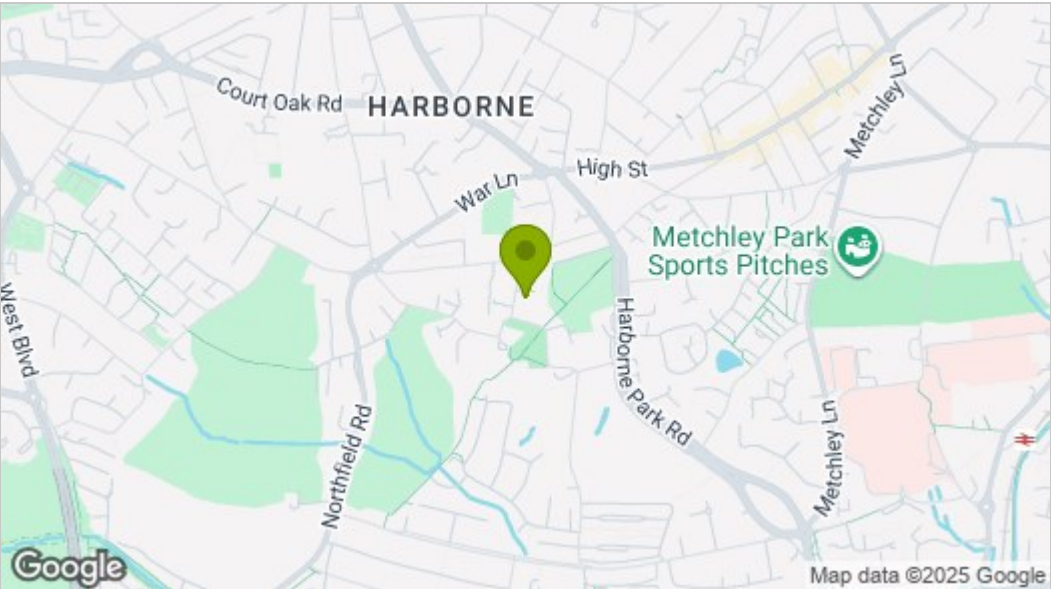 Court Oak Rd
HARBORNE
Metchley Ln
War Ln
High St
Metchley Park
Sports Pitches
West Blvd
Harborne Park Rd
Northfield Rd
Metchley Ln
Google
Map data ©2025 Google